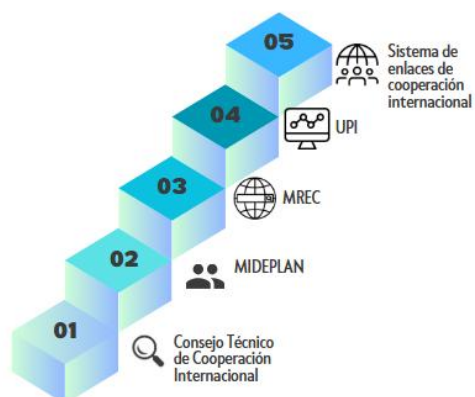 05
Sistema de
enlaces de
cooperación
internacional
04
UPI
03
MREC
02
MIDEPLAN
01
Consejo Técnico
de Cooperación
Internacional